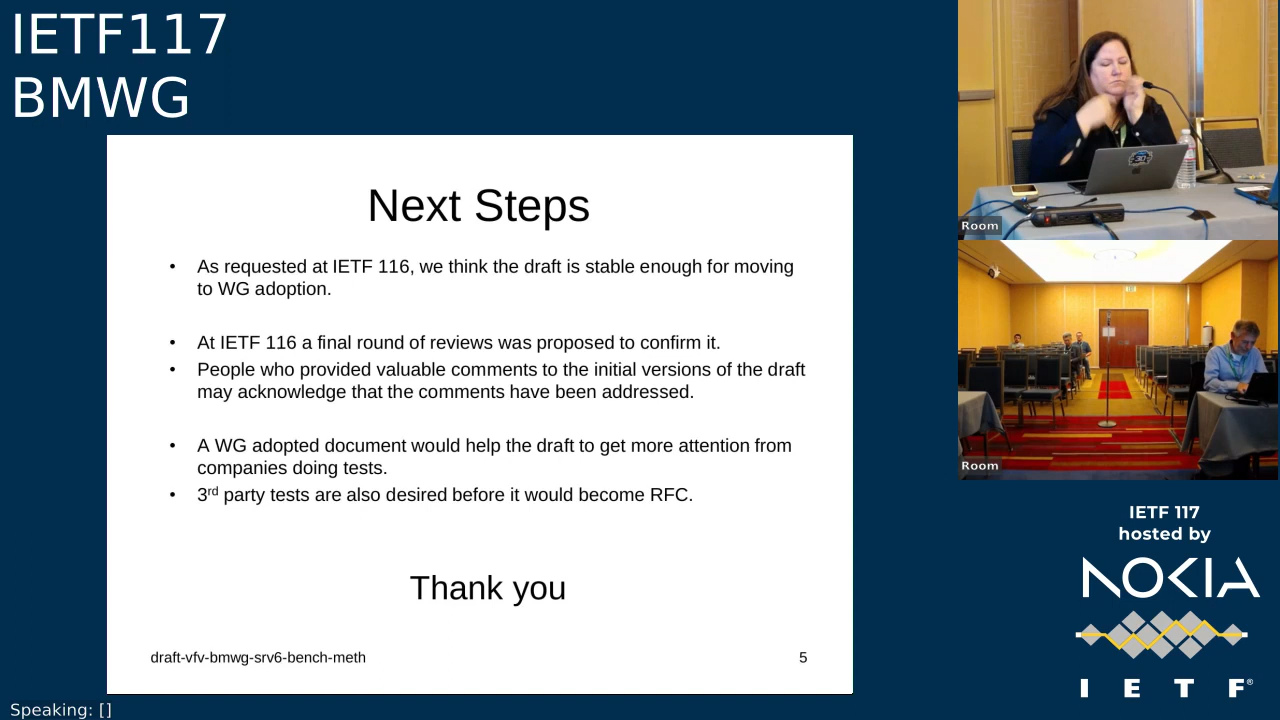 IETF117
BMWG
Next Steps
• As requested at IETF 116, we think the draft is stable enough for moving
to WG adoption.
• At IETF 116 a final round of reviews was proposed to confirm it.
• People who provided valuable comments to the initial versions of the draft
may acknowledge that the comments have been addressed.
• A WG adopted document would help the draft to get more attention from
companies doing tests.
• 3rd party tests are also desired before it would become RFC.
Thank you
draft-vfv-bmwg-srv6-bench-meth
5
Room
Room
IETF 117
hosted by
NOKIA
I E T F®
Speaking: []